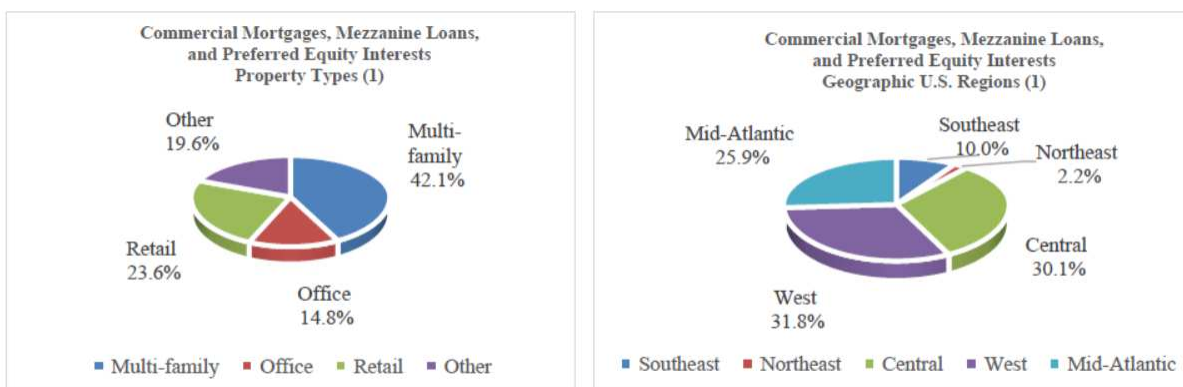 Commercial Mortgages, Mezzanine Loans,
and Preferred Equity Interests
Property Types (1)
Other
19.6%
Multi-
family
42.1%
Retail
23.6%
Office
14.8%
Multi-family Office Retail Other
Commercial Mortgages, Mezzanine Loans,
and Preferred Equity Interests
Geographic U.S. Regions (1)
Mid-Atlantic
25.9%
Southeast
10.0%
Northeast
2.2%
Central
30.1%
West
31.8%
Southeast Northeast Central West Mid-Atlantic